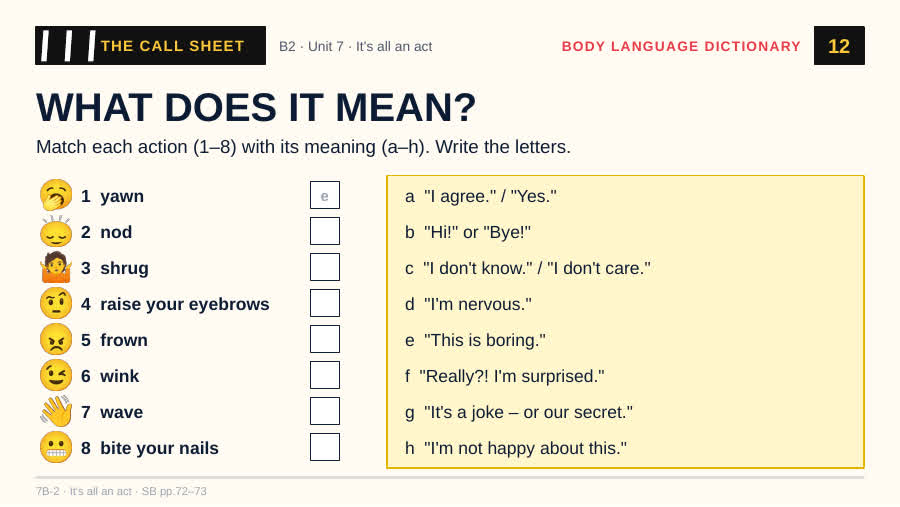 THE CALL SHEET B2 · Unit 7 · It's all an act BODY LANGUAGE DICTIONARY 12
WHAT DOES IT MEAN?
Match each action (1–8) with its meaning (a–h). Write the letters.
1 yawn e
2 nod
3 shrug
4 raise your eyebrows
5 frown
6 wink
7 wave
8 bite your nails
a "I agree." / "Yes."
b "Hi!" or "Bye!"
c "I don't know." / "I don't care."
d "I'm nervous."
e "This is boring."
f "Really?! I'm surprised."
g "It's a joke – or our secret."
h "I'm not happy about this."
7B-2 · It's all an act · SB pp.72–73